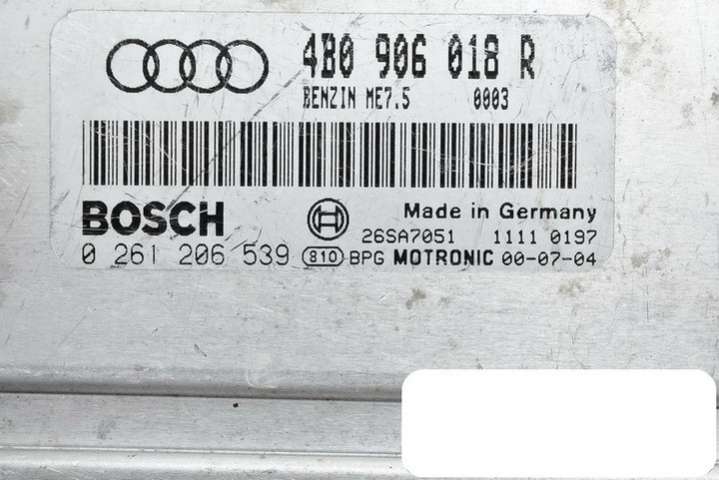 4B0 906 018 R
BENZIN ME7.5 0003
BOSCH
Made in Germany
26SA7051 1111 0197
0 261 206 539 810 BPG MOTRONIC 00-07-04